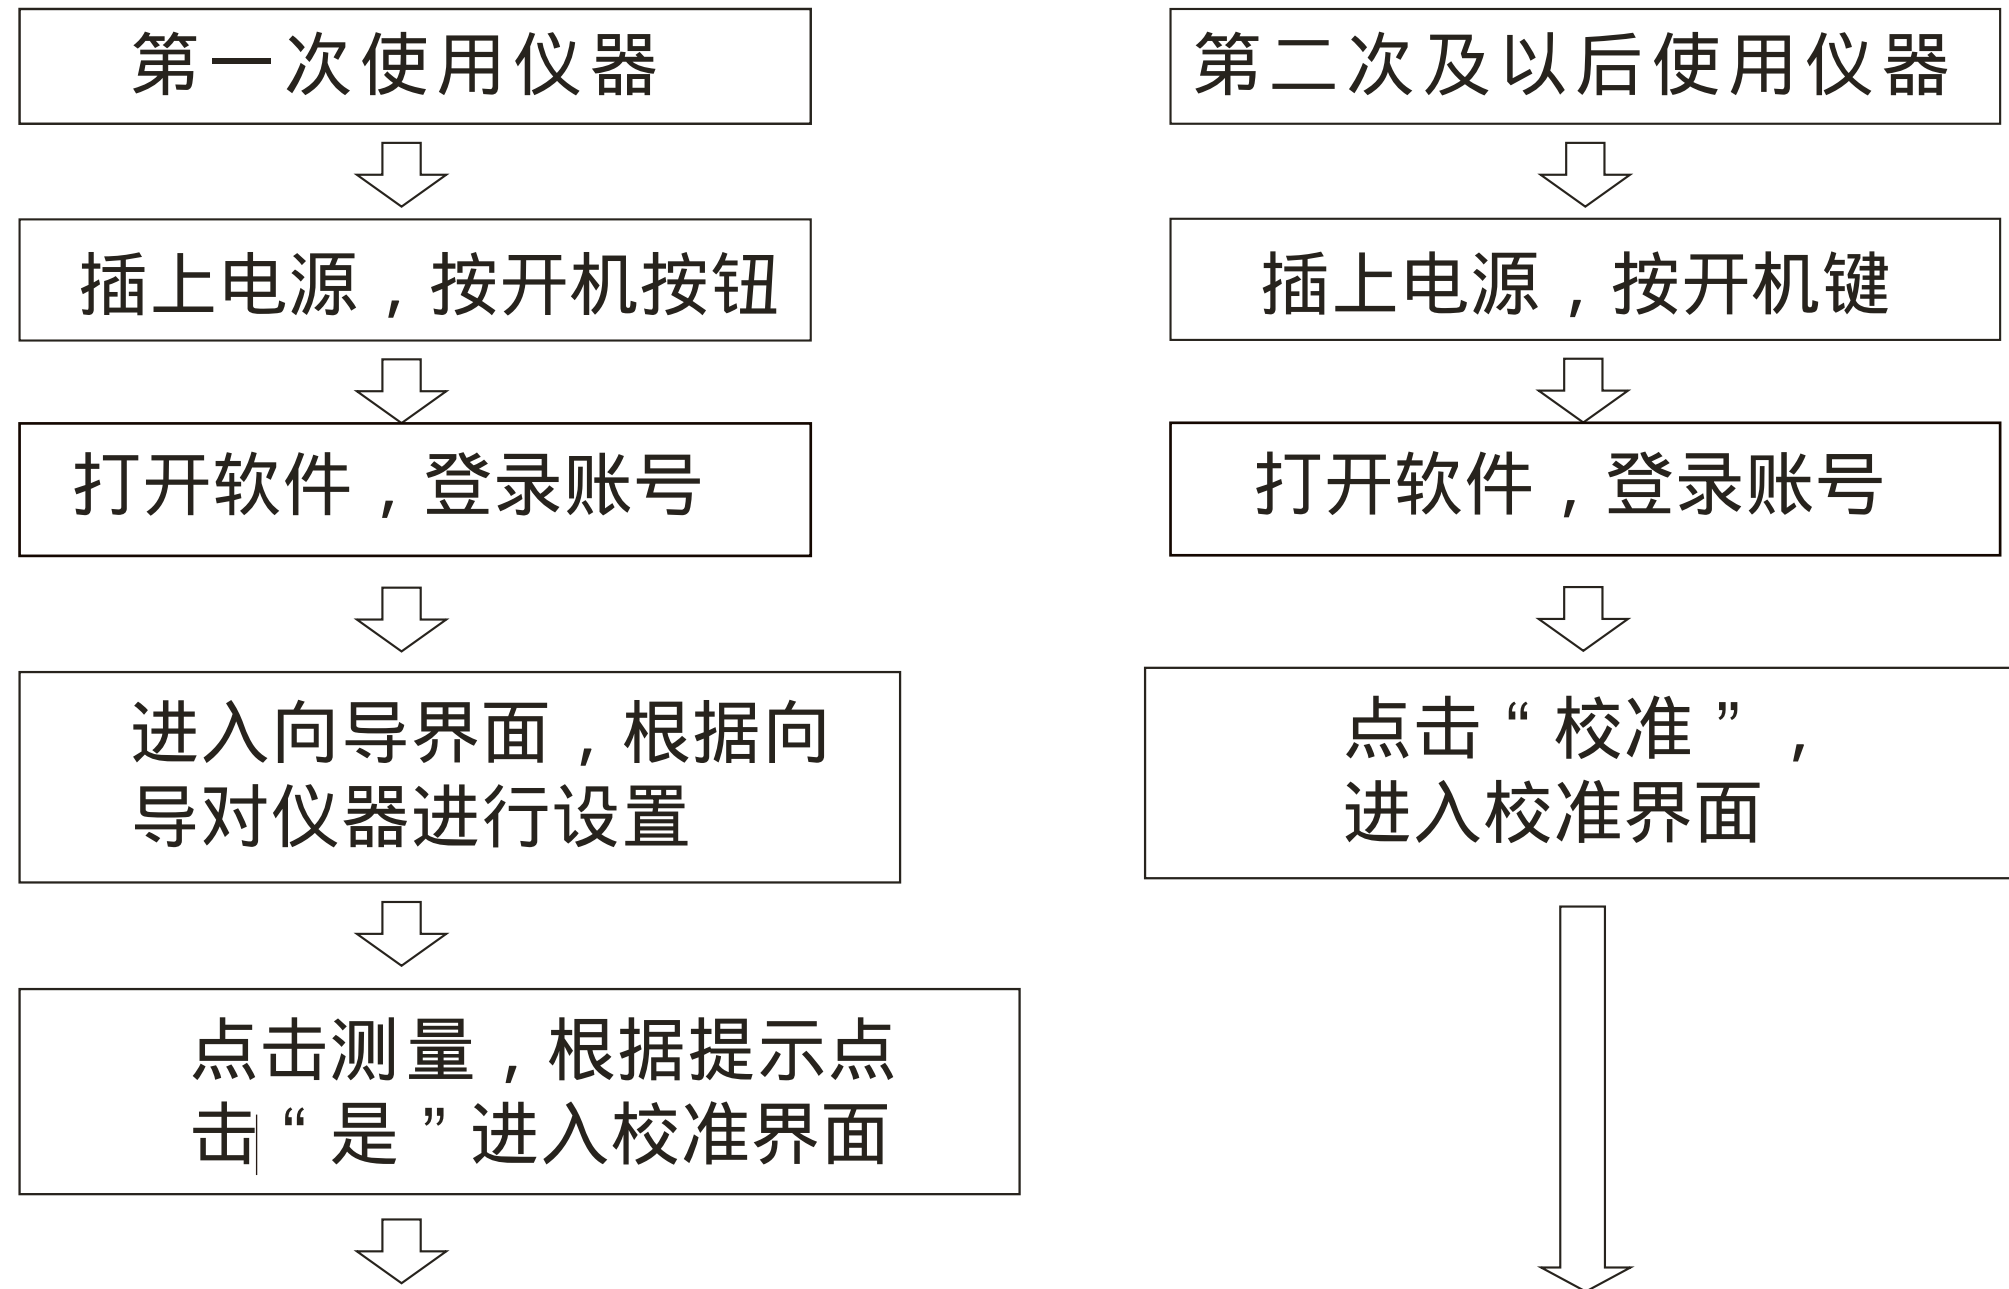 第一次使用仪器
插上电源，按开机按钮
打开软件，登录账号
进入向导界面，根据向
导对仪器进行设置
点击测量，根据提示点
击“是”进入校准界面
第二次及以后使用仪器
插上电源，按开机键
打开软件，登录账号
点击“校准”，
进入校准界面